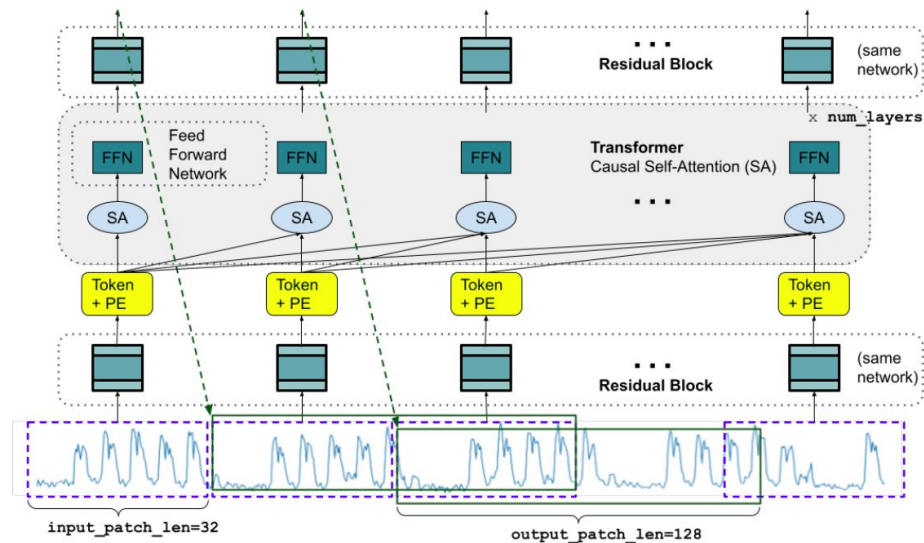 ...
Residual Block
(same
network)
x num_layers
Feed
Forward
Network
Transformer
Causal Self-Attention (SA)
FFN
FFN
FFN
FFN
...
SA
SA
SA
SA
Token
+ PE
Token
+ PE
Token
+ PE
Token
+ PE
...
Residual Block
(same
network)
input_patch_len=32
output_patch_len=128